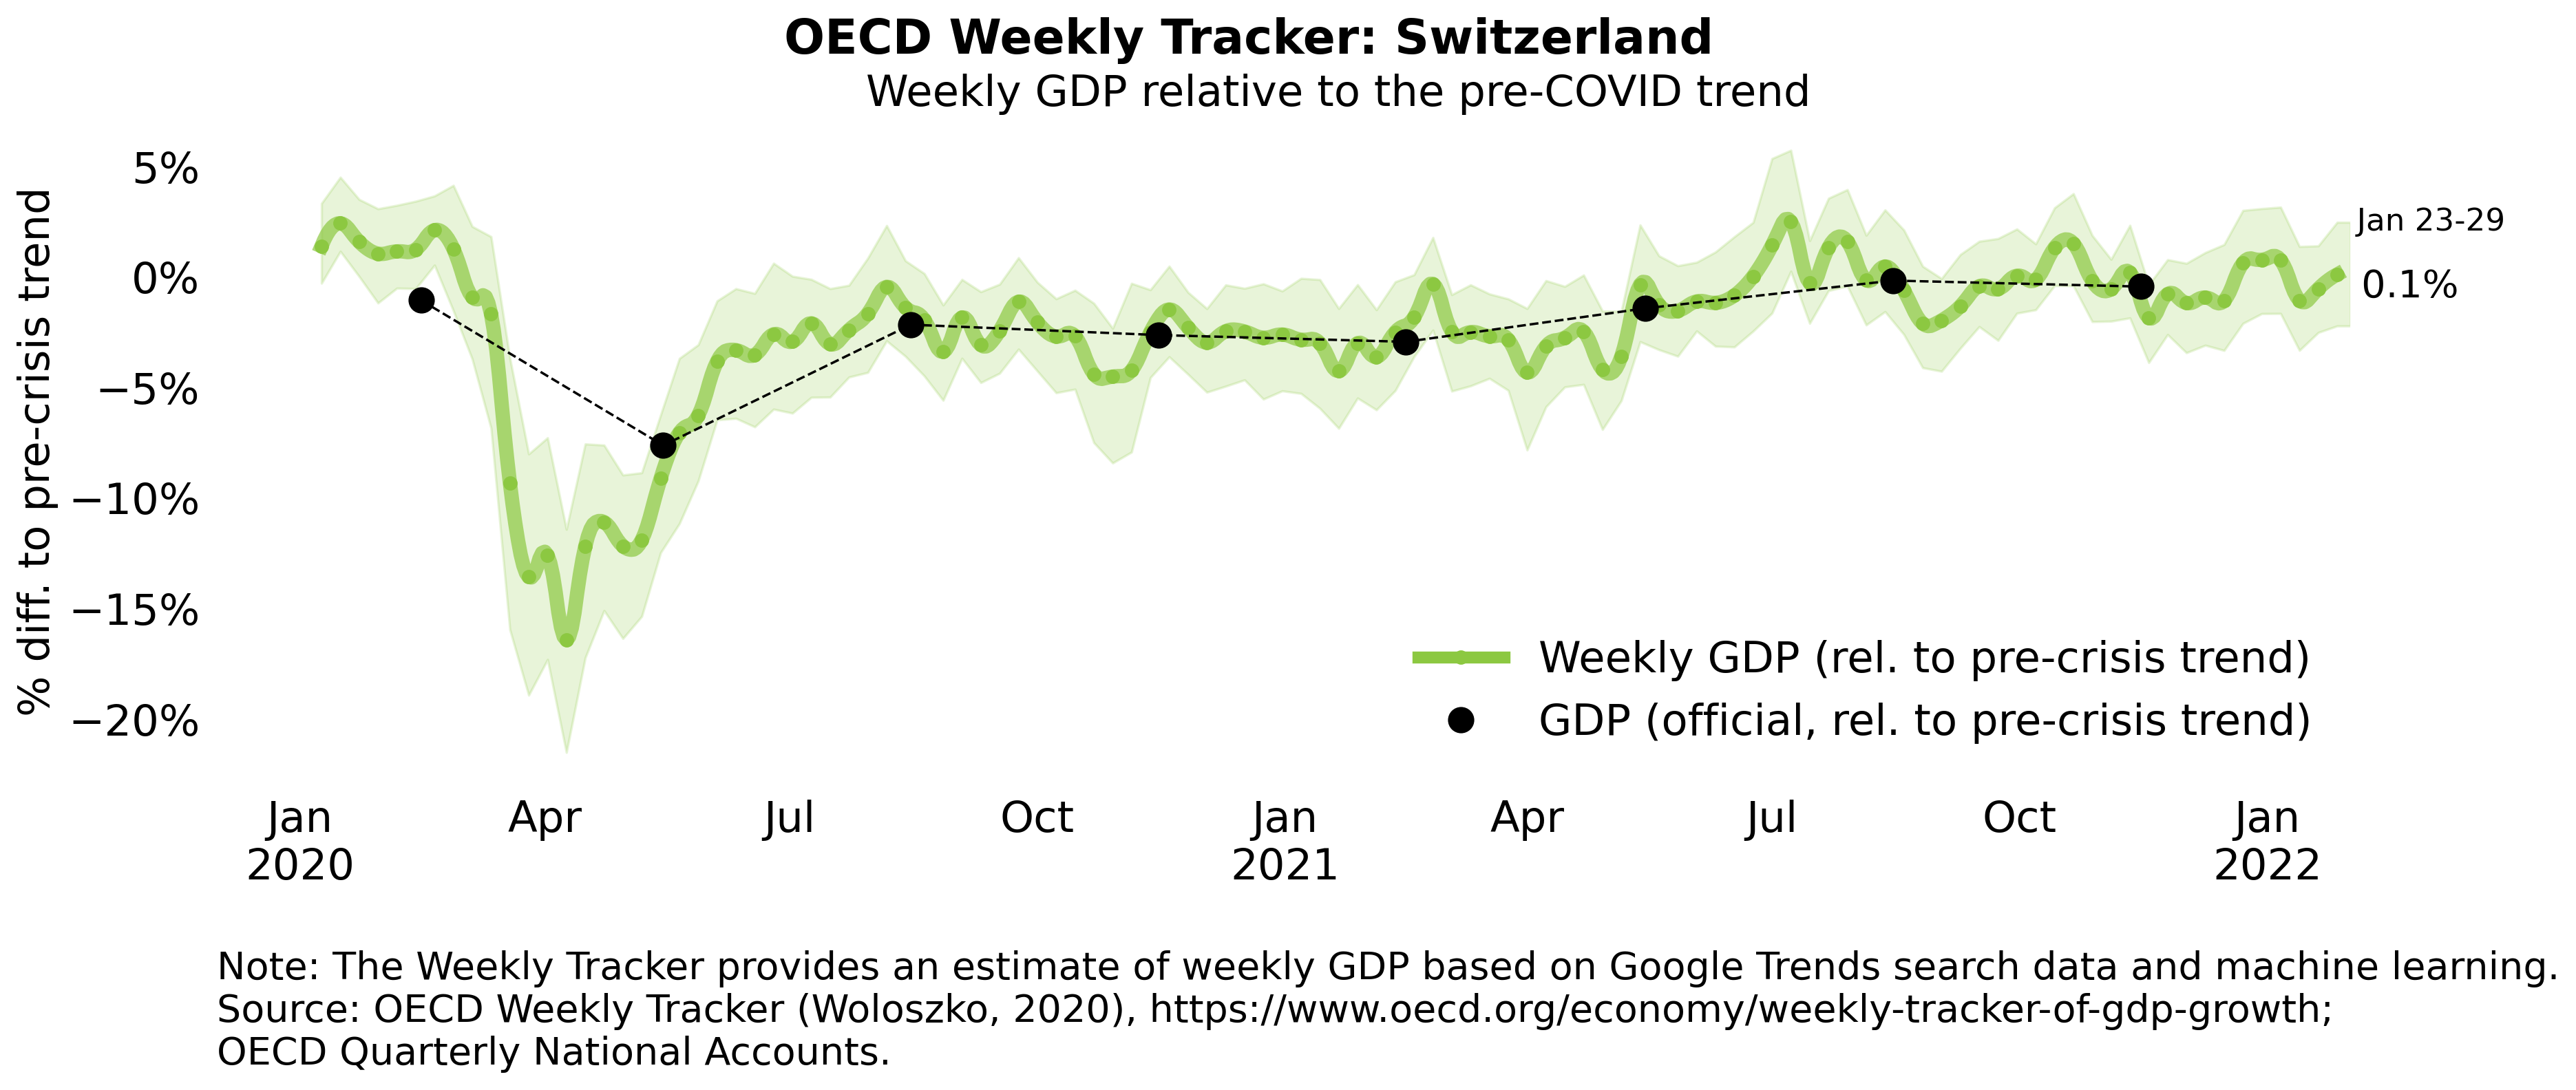 OECD Weekly Tracker: Switzerland
Weekly GDP relative to the pre-COVID trend
% diff. to pre-crisis trend
5%
0%
−5%
−10%
−15%
−20%
Jan 23-29
0.1%
Weekly GDP (rel. to pre-crisis trend)
GDP (official, rel. to pre-crisis trend)
Jan Apr Jul Oct Jan Apr Jul Oct Jan
2020 2021 2022
Note: The Weekly Tracker provides an estimate of weekly GDP based on Google Trends search data and machine learning.
Source: OECD Weekly Tracker (Woloszko, 2020), https://www.oecd.org/economy/weekly-tracker-of-gdp-growth;
OECD Quarterly National Accounts.